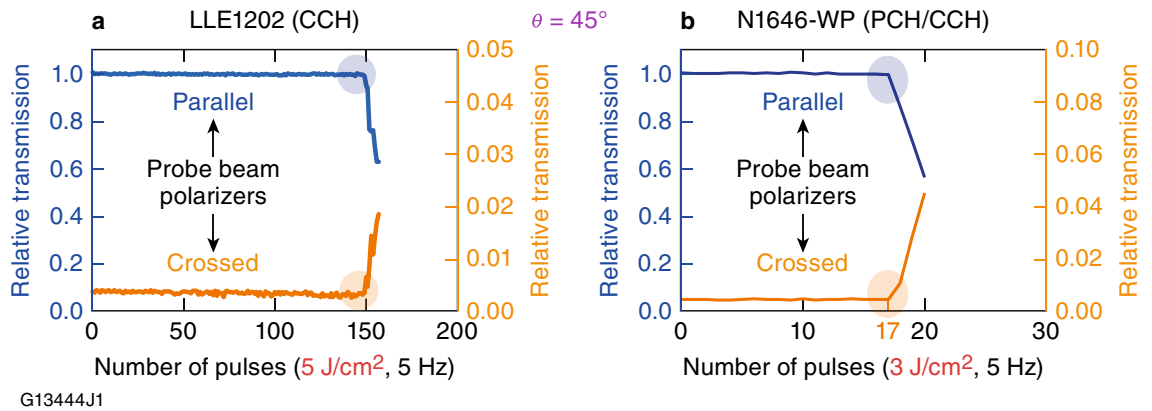 a LLE1202 (CCH)
θ = 45°
b N1646-WP (PCH/CCH)
Relative transmission
1.0
0.8
0.6
0.4
0.2
0.0
Parallel
Probe beam
polarizers
Crossed
0.05
0.04
0.03
0.02
0.01
0.00
Relative transmission
0 50 100 150 200
Number of pulses (5 J/cm², 5 Hz)
Relative transmission
1.0
0.8
0.6
0.4
0.2
0.0
Parallel
Probe beam
polarizers
Crossed
0.10
0.08
0.06
0.04
0.02
0.00
Relative transmission
0 10 17 20 30
Number of pulses (3 J/cm², 5 Hz)
G13444J1